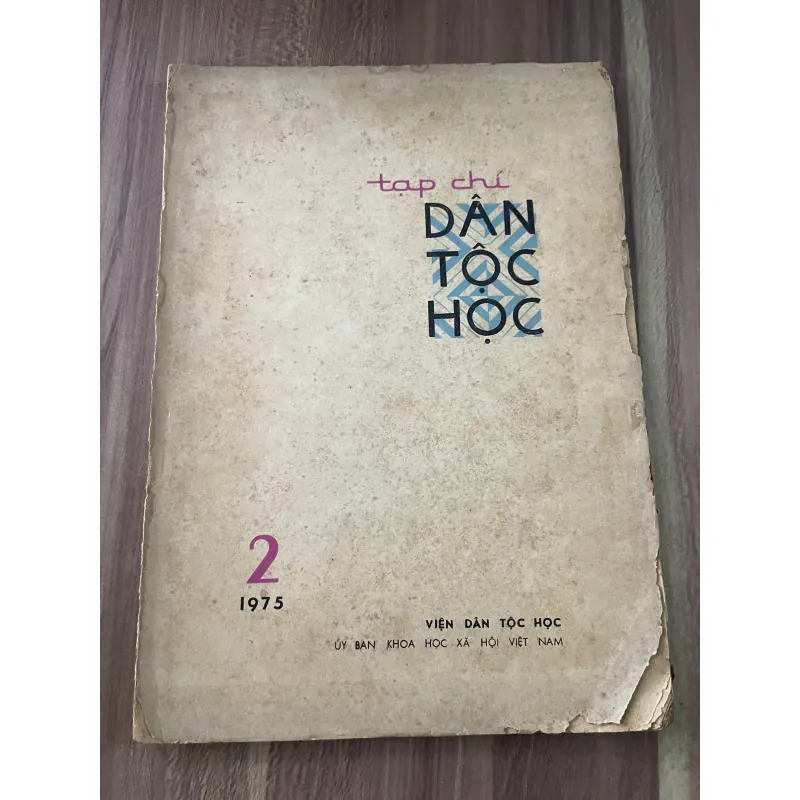 tạp chí
DÂN
TỘC
HỌC
2
1975
VIỆN DÂN TỘC HỌC
ỦY BAN KHOA HỌC XÃ HỘI VIỆT NAM